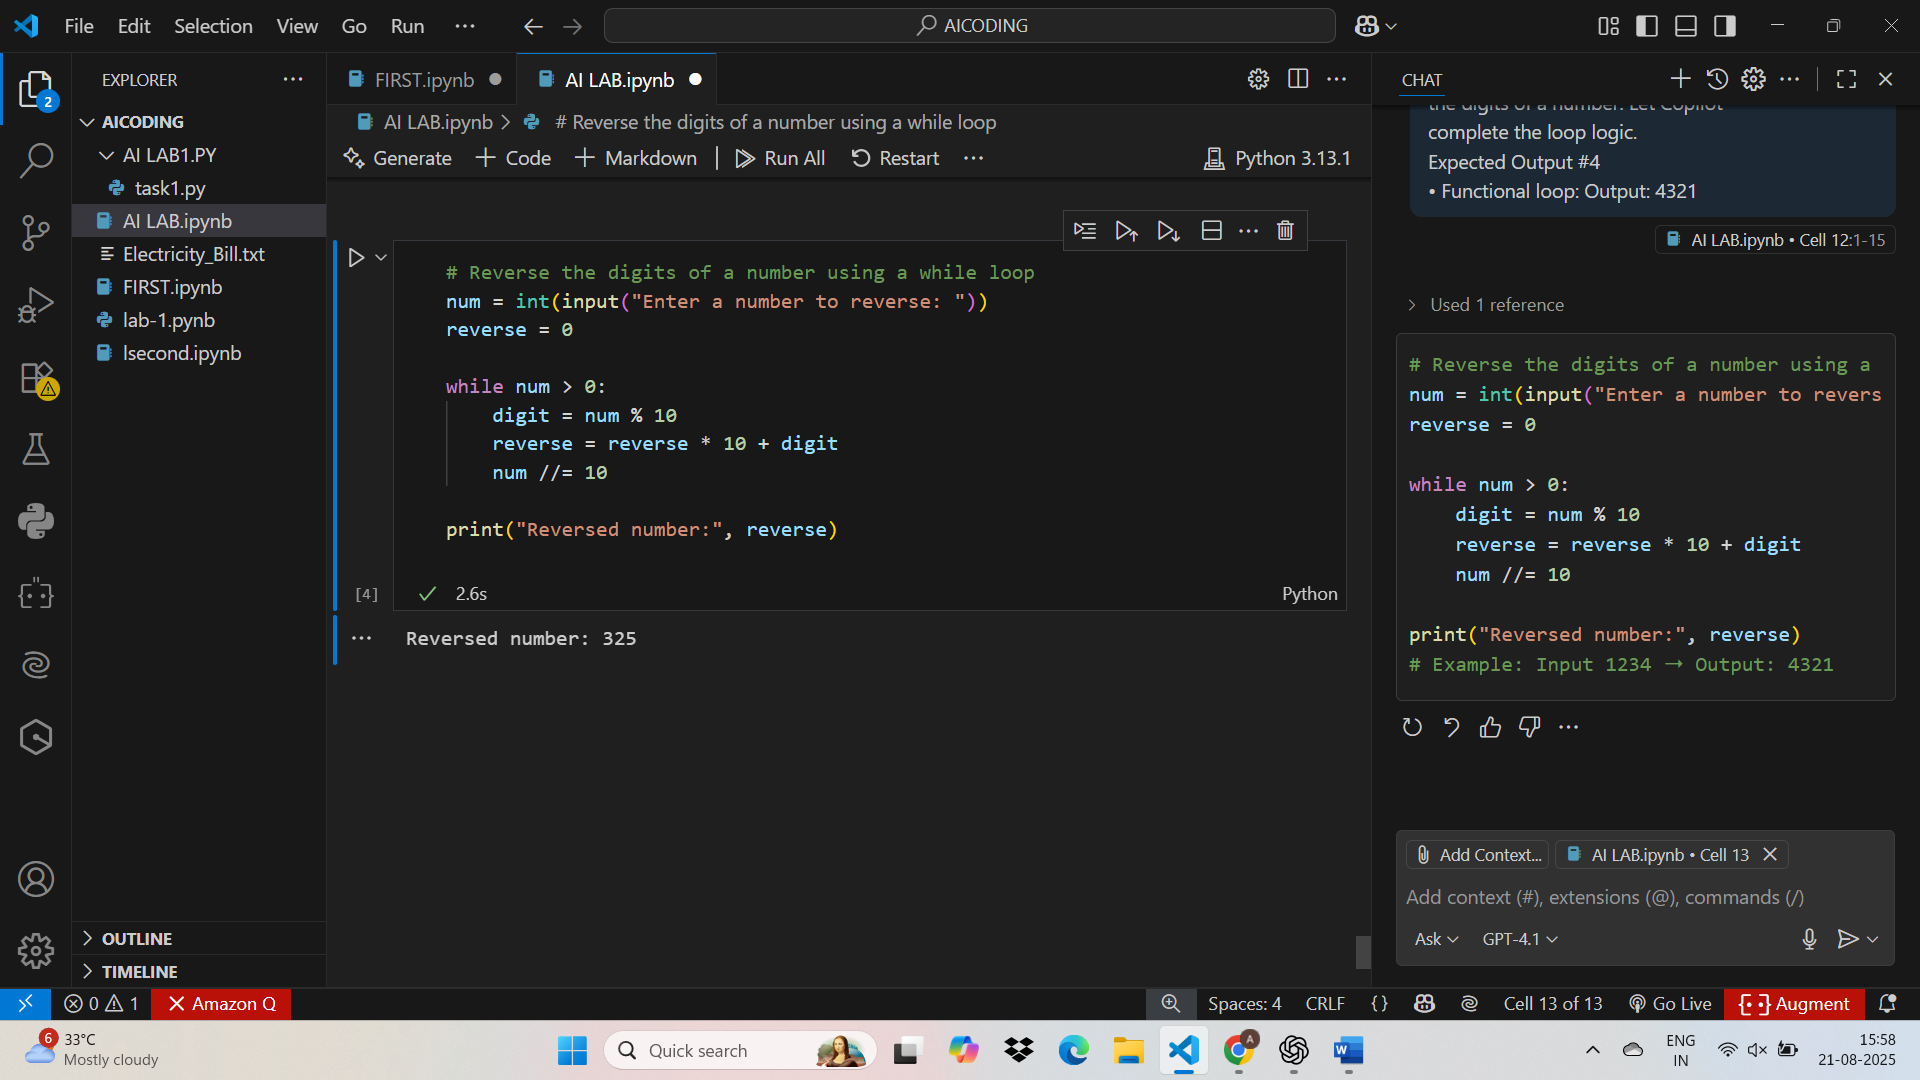 File Edit Selection View Go Run ···
AICODING
EXPLORER
2
AICODING
AI LAB1.PY
task1.py
AI LAB.ipynb
Electricity_Bill.txt
FIRST.ipynb
lab-1.pynb
lsecond.ipynb
OUTLINE
TIMELINE
FIRST.ipynb
AI LAB.ipynb
AI LAB.ipynb > # Reverse the digits of a number using a while loop
Generate + Code + Markdown | Run All Restart ···
Python 3.13.1
# Reverse the digits of a number using a while loop
num = int(input("Enter a number to reverse: "))
reverse = 0
while num > 0:
    digit = num % 10
    reverse = reverse * 10 + digit
    num //= 10
print("Reversed number:", reverse)
[4]
2.6s
Python
Reversed number: 325
CHAT
the digits of a number. Let Copilot
complete the loop logic.
Expected Output #4
• Functional loop: Output: 4321
AI LAB.ipynb • Cell 12:1-15
Used 1 reference
# Reverse the digits of a number using a
num = int(input("Enter a number to revers
reverse = 0
while num > 0:
    digit = num % 10
    reverse = reverse * 10 + digit
    num //= 10
print("Reversed number:", reverse)
# Example: Input 1234 → Output: 4321
Add Context...
AI LAB.ipynb • Cell 13
Add context (#), extensions (@), commands (/)
Ask
GPT-4.1
0 1
Amazon Q
Spaces: 4
CRLF
{}
Cell 13 of 13
Go Live
Augment
6
33°C
Mostly cloudy
Quick search
A
W
ENG
IN
15:58
21-08-2025